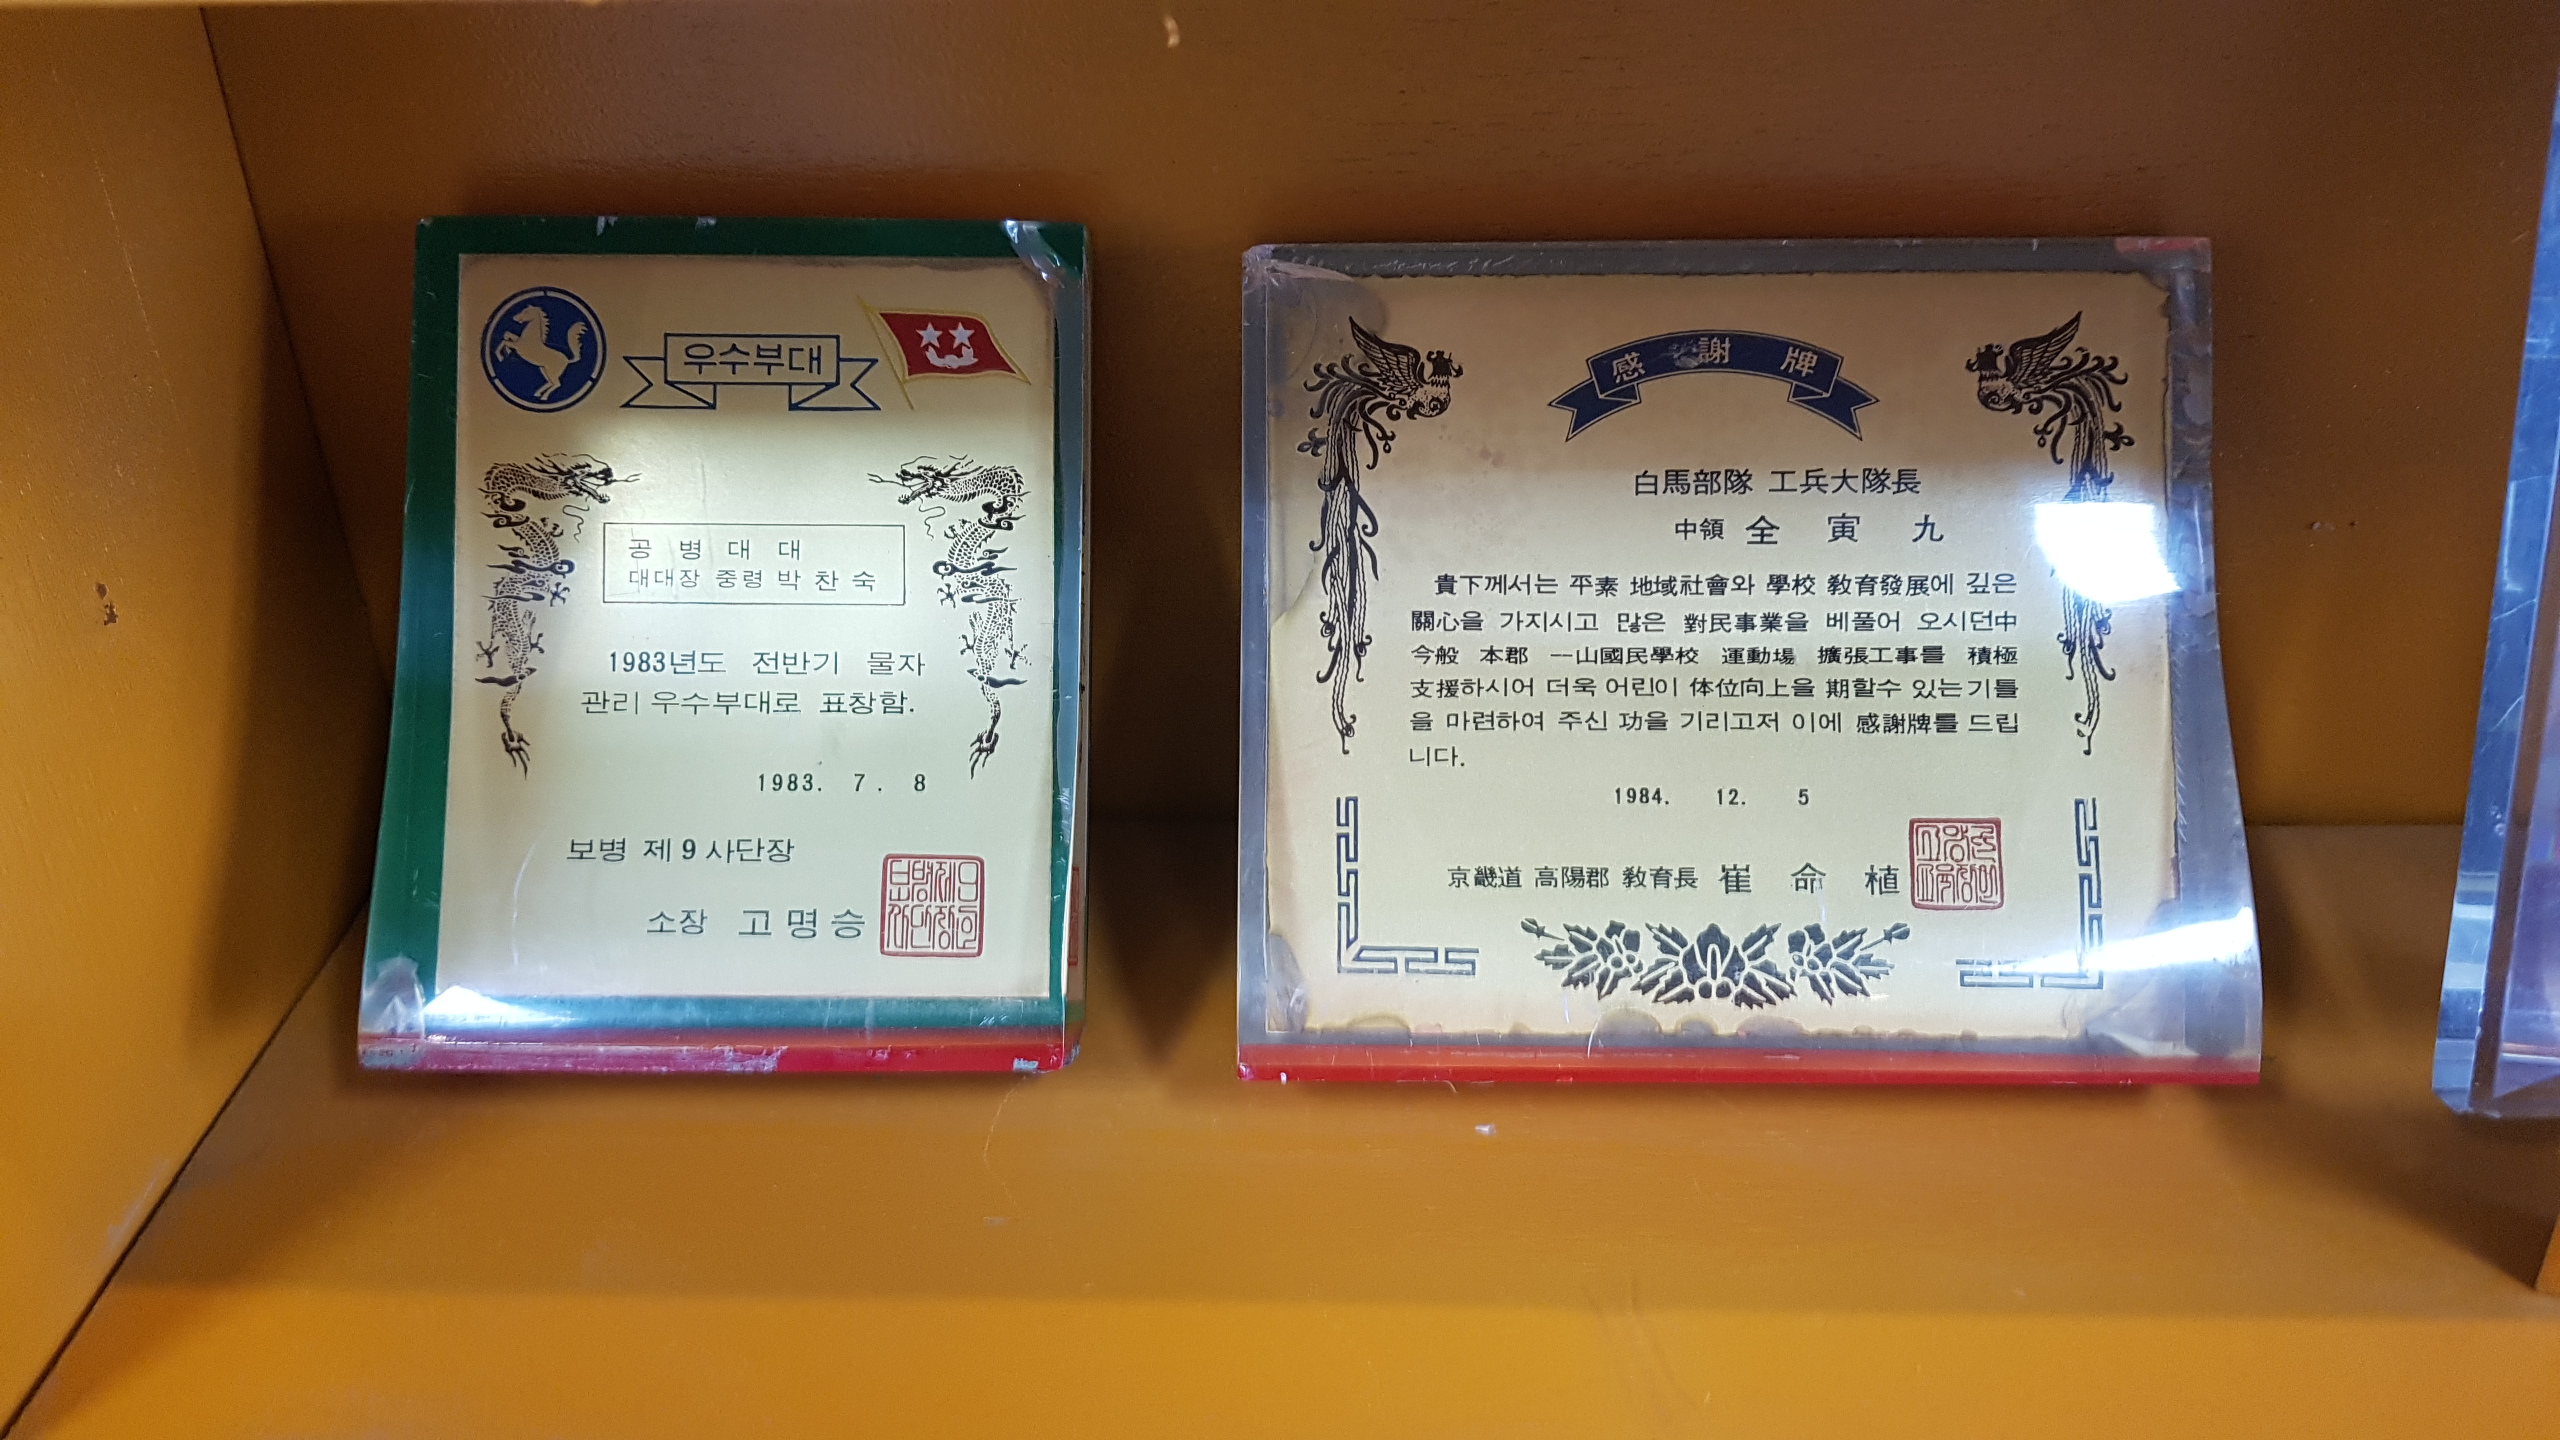 우수부대
공 병 대 대
대대장 중령 박 찬 숙
1983년도 전반기 물자
관리 우수부대로 표창함.
1983. 7. 8
보병 제9사단장
소장 고명승
感謝牌
白馬部隊 工兵大隊長
中領 全 寅 九
貴下께서는 平素 地域社會와 學校 敎育發展에 깊은
關心을 가지시고 많은 對民事業을 베풀어 오시던中
今般 本郡 一山國民學校 運動場 擴張工事를 積極
支援하시어 더욱 어린이 体位向上을 期할수 있는기틀
을 마련하여 주신 功을 기리고저 이에 感謝牌를 드립
니다.
1984. 12. 5
京畿道 高陽郡 敎育長 崔 命 植